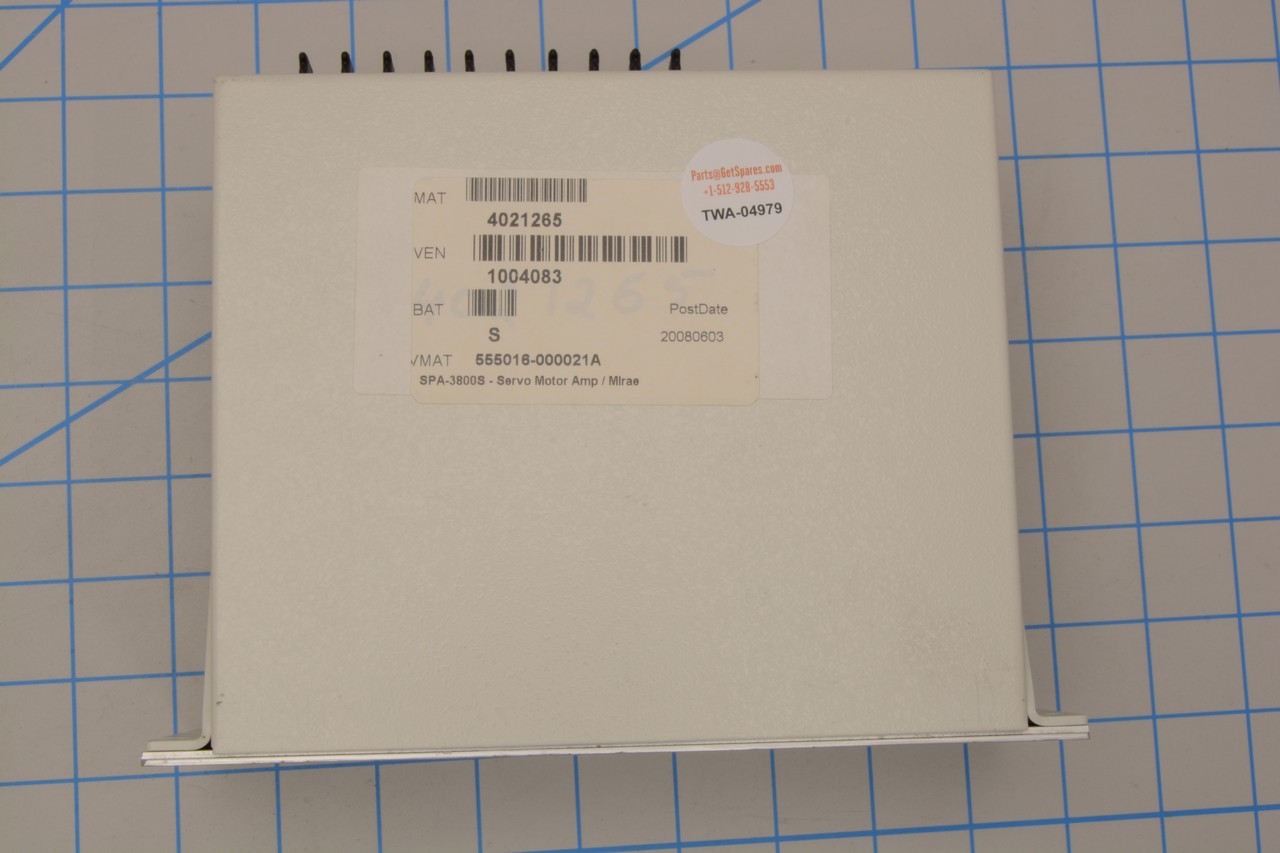 Parts@GetSpares.com
+1-512-928-5553
TWA-04979
MAT
4021265
VEN
1004083
BAT
PostDate
S
20080603
VMAT 555016-000021A
SPA-3800S - Servo Motor Amp / MIrae
4021265